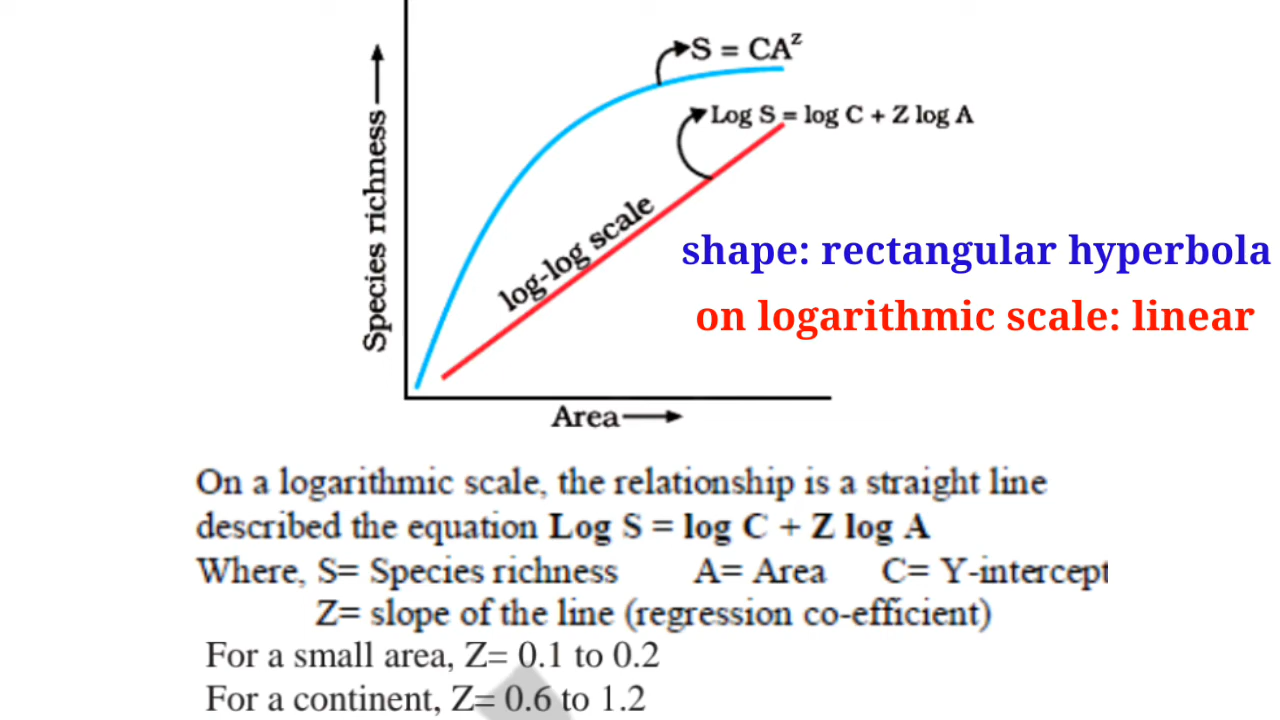 S = CA^z
Log S = log C + Z log A
Species richness
log-log scale
shape: rectangular hyperbola
on logarithmic scale: linear
Area
On a logarithmic scale, the relationship is a straight line
described the equation Log S = log C + Z log A
Where, S= Species richness A= Area C= Y-intercept
Z= slope of the line (regression co-efficient)
For a small area, Z= 0.1 to 0.2
For a continent, Z= 0.6 to 1.2